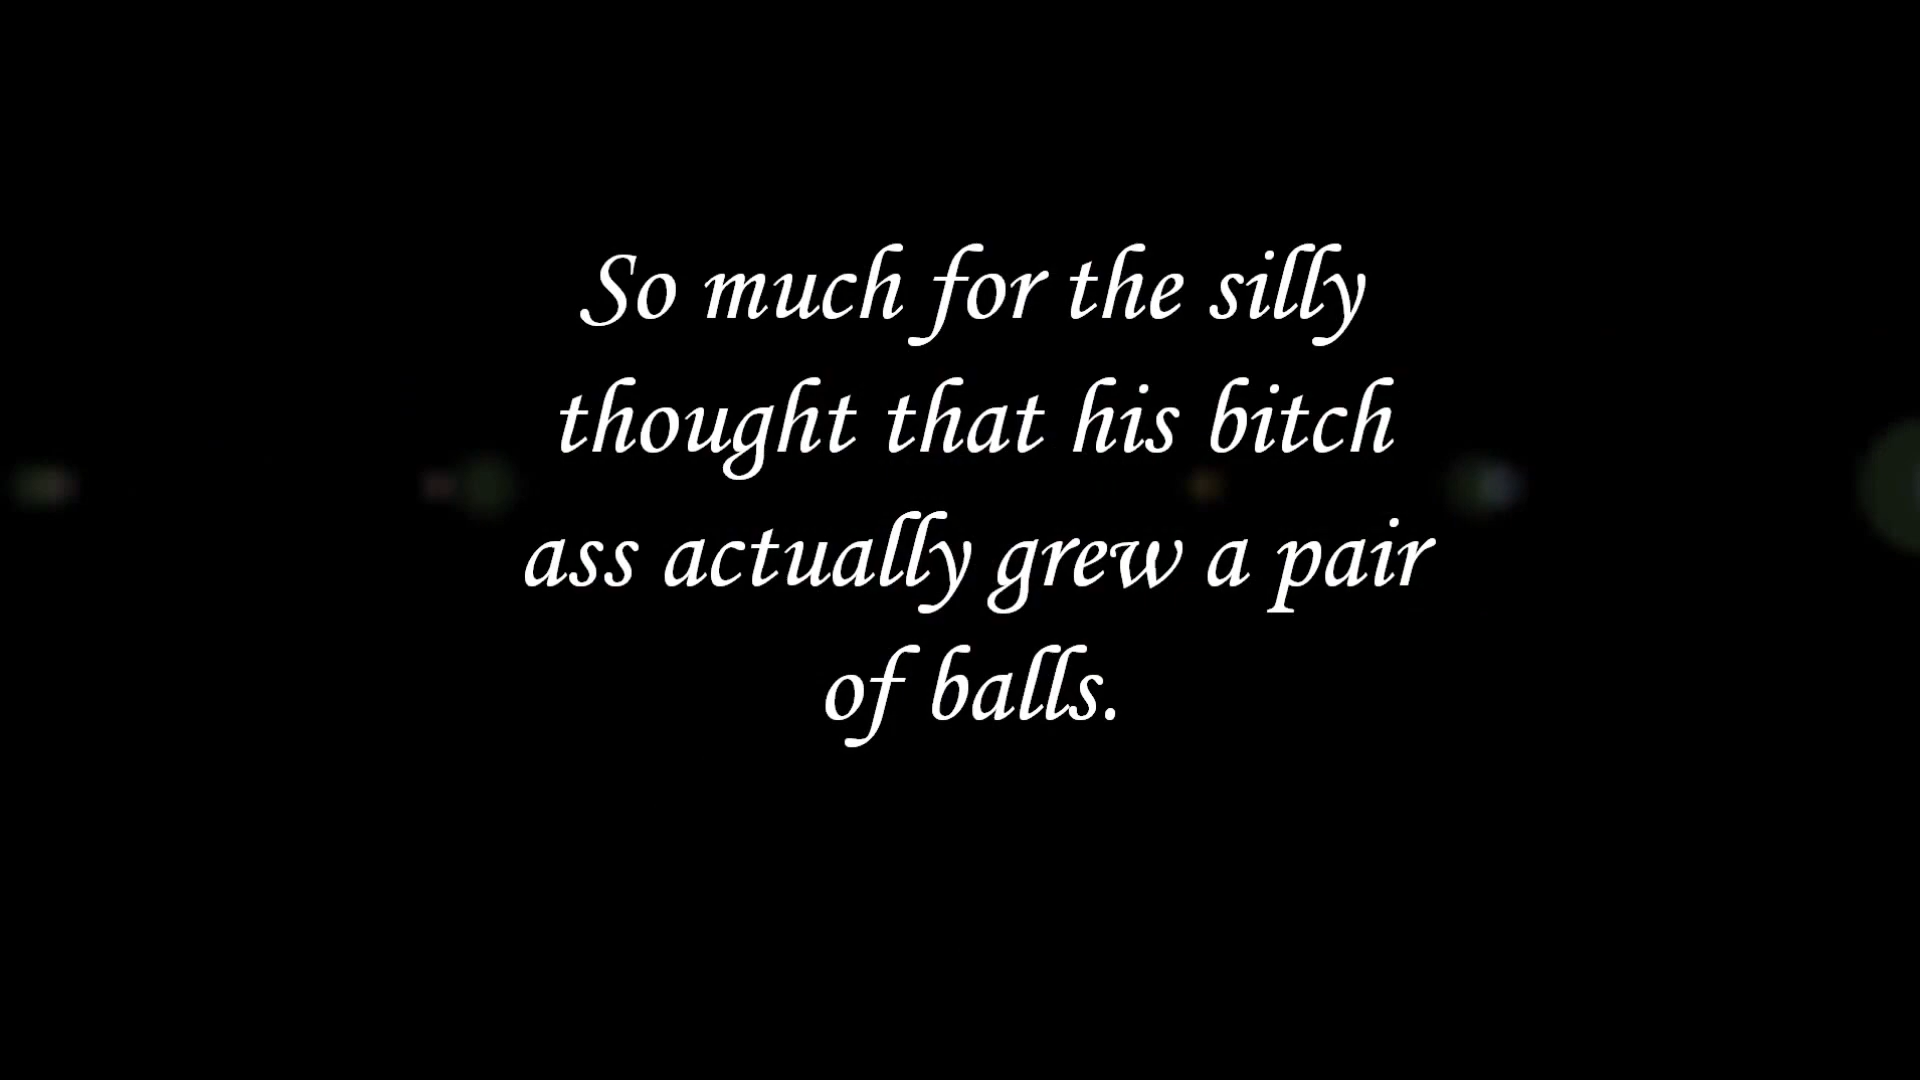 So much for the silly
thought that his bitch
ass actually grew a pair
of balls.